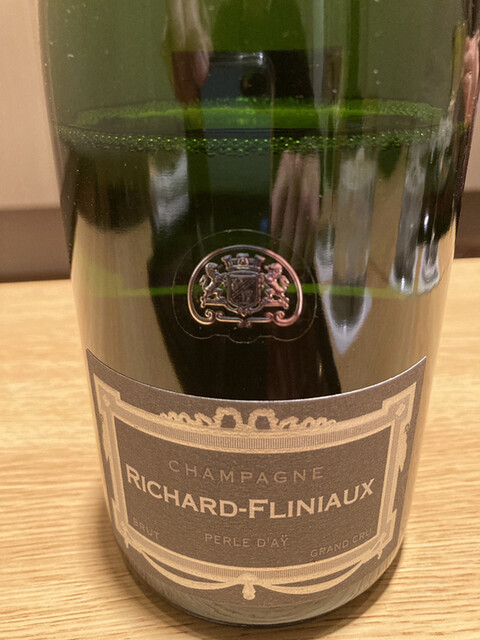 CHAMPAGNE
RICHARD-FLINIAUX
BRUT PERLE D'AŸ GRAND CRU